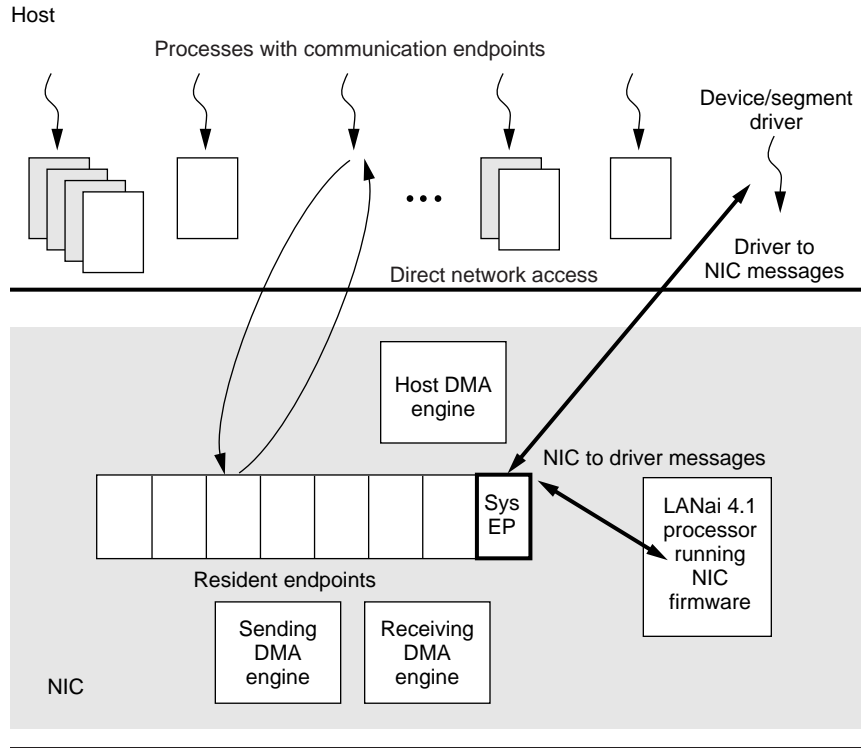 Host
Processes with communication endpoints
Device/segment
driver
...
Driver to
NIC messages
Direct network access
Host DMA
engine
NIC to driver messages
Sys
EP
LANai 4.1
processor
running
NIC
firmware
Resident endpoints
Sending
DMA
engine
Receiving
DMA
engine
NIC